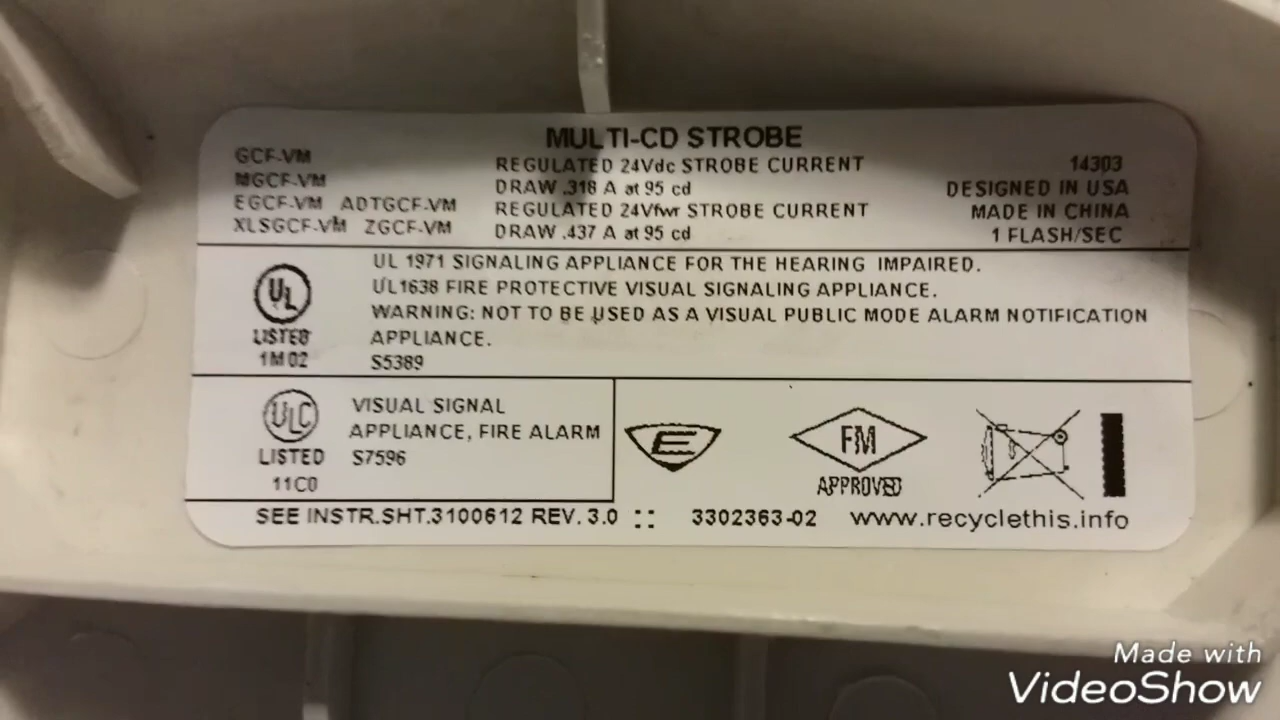 MULTI-CD STROBE
GCF-VM
MGCF-VM
EGCF-VM ADTGCF-VM
XLSGCF-VM ZGCF-VM
REGULATED 24Vdc STROBE CURRENT
DRAW .318 A at 95 cd
REGULATED 24Vfwr STROBE CURRENT
DRAW .437 A at 95 cd
14303
DESIGNED IN USA
MADE IN CHINA
1 FLASH/SEC
UL
LISTED
1M02
UL 1971 SIGNALING APPLIANCE FOR THE HEARING IMPAIRED.
UL1638 FIRE PROTECTIVE VISUAL SIGNALING APPLIANCE.
WARNING: NOT TO BE USED AS A VISUAL PUBLIC MODE ALARM NOTIFICATION
APPLIANCE.
S5389
ULC
LISTED
11C0
VISUAL SIGNAL
APPLIANCE, FIRE ALARM
S7596
E
FM
APPROVED
SEE INSTR.SHT.3100612 REV. 3.0 :: 3302363-02 www.recyclethis.info
Made with
VideoShow